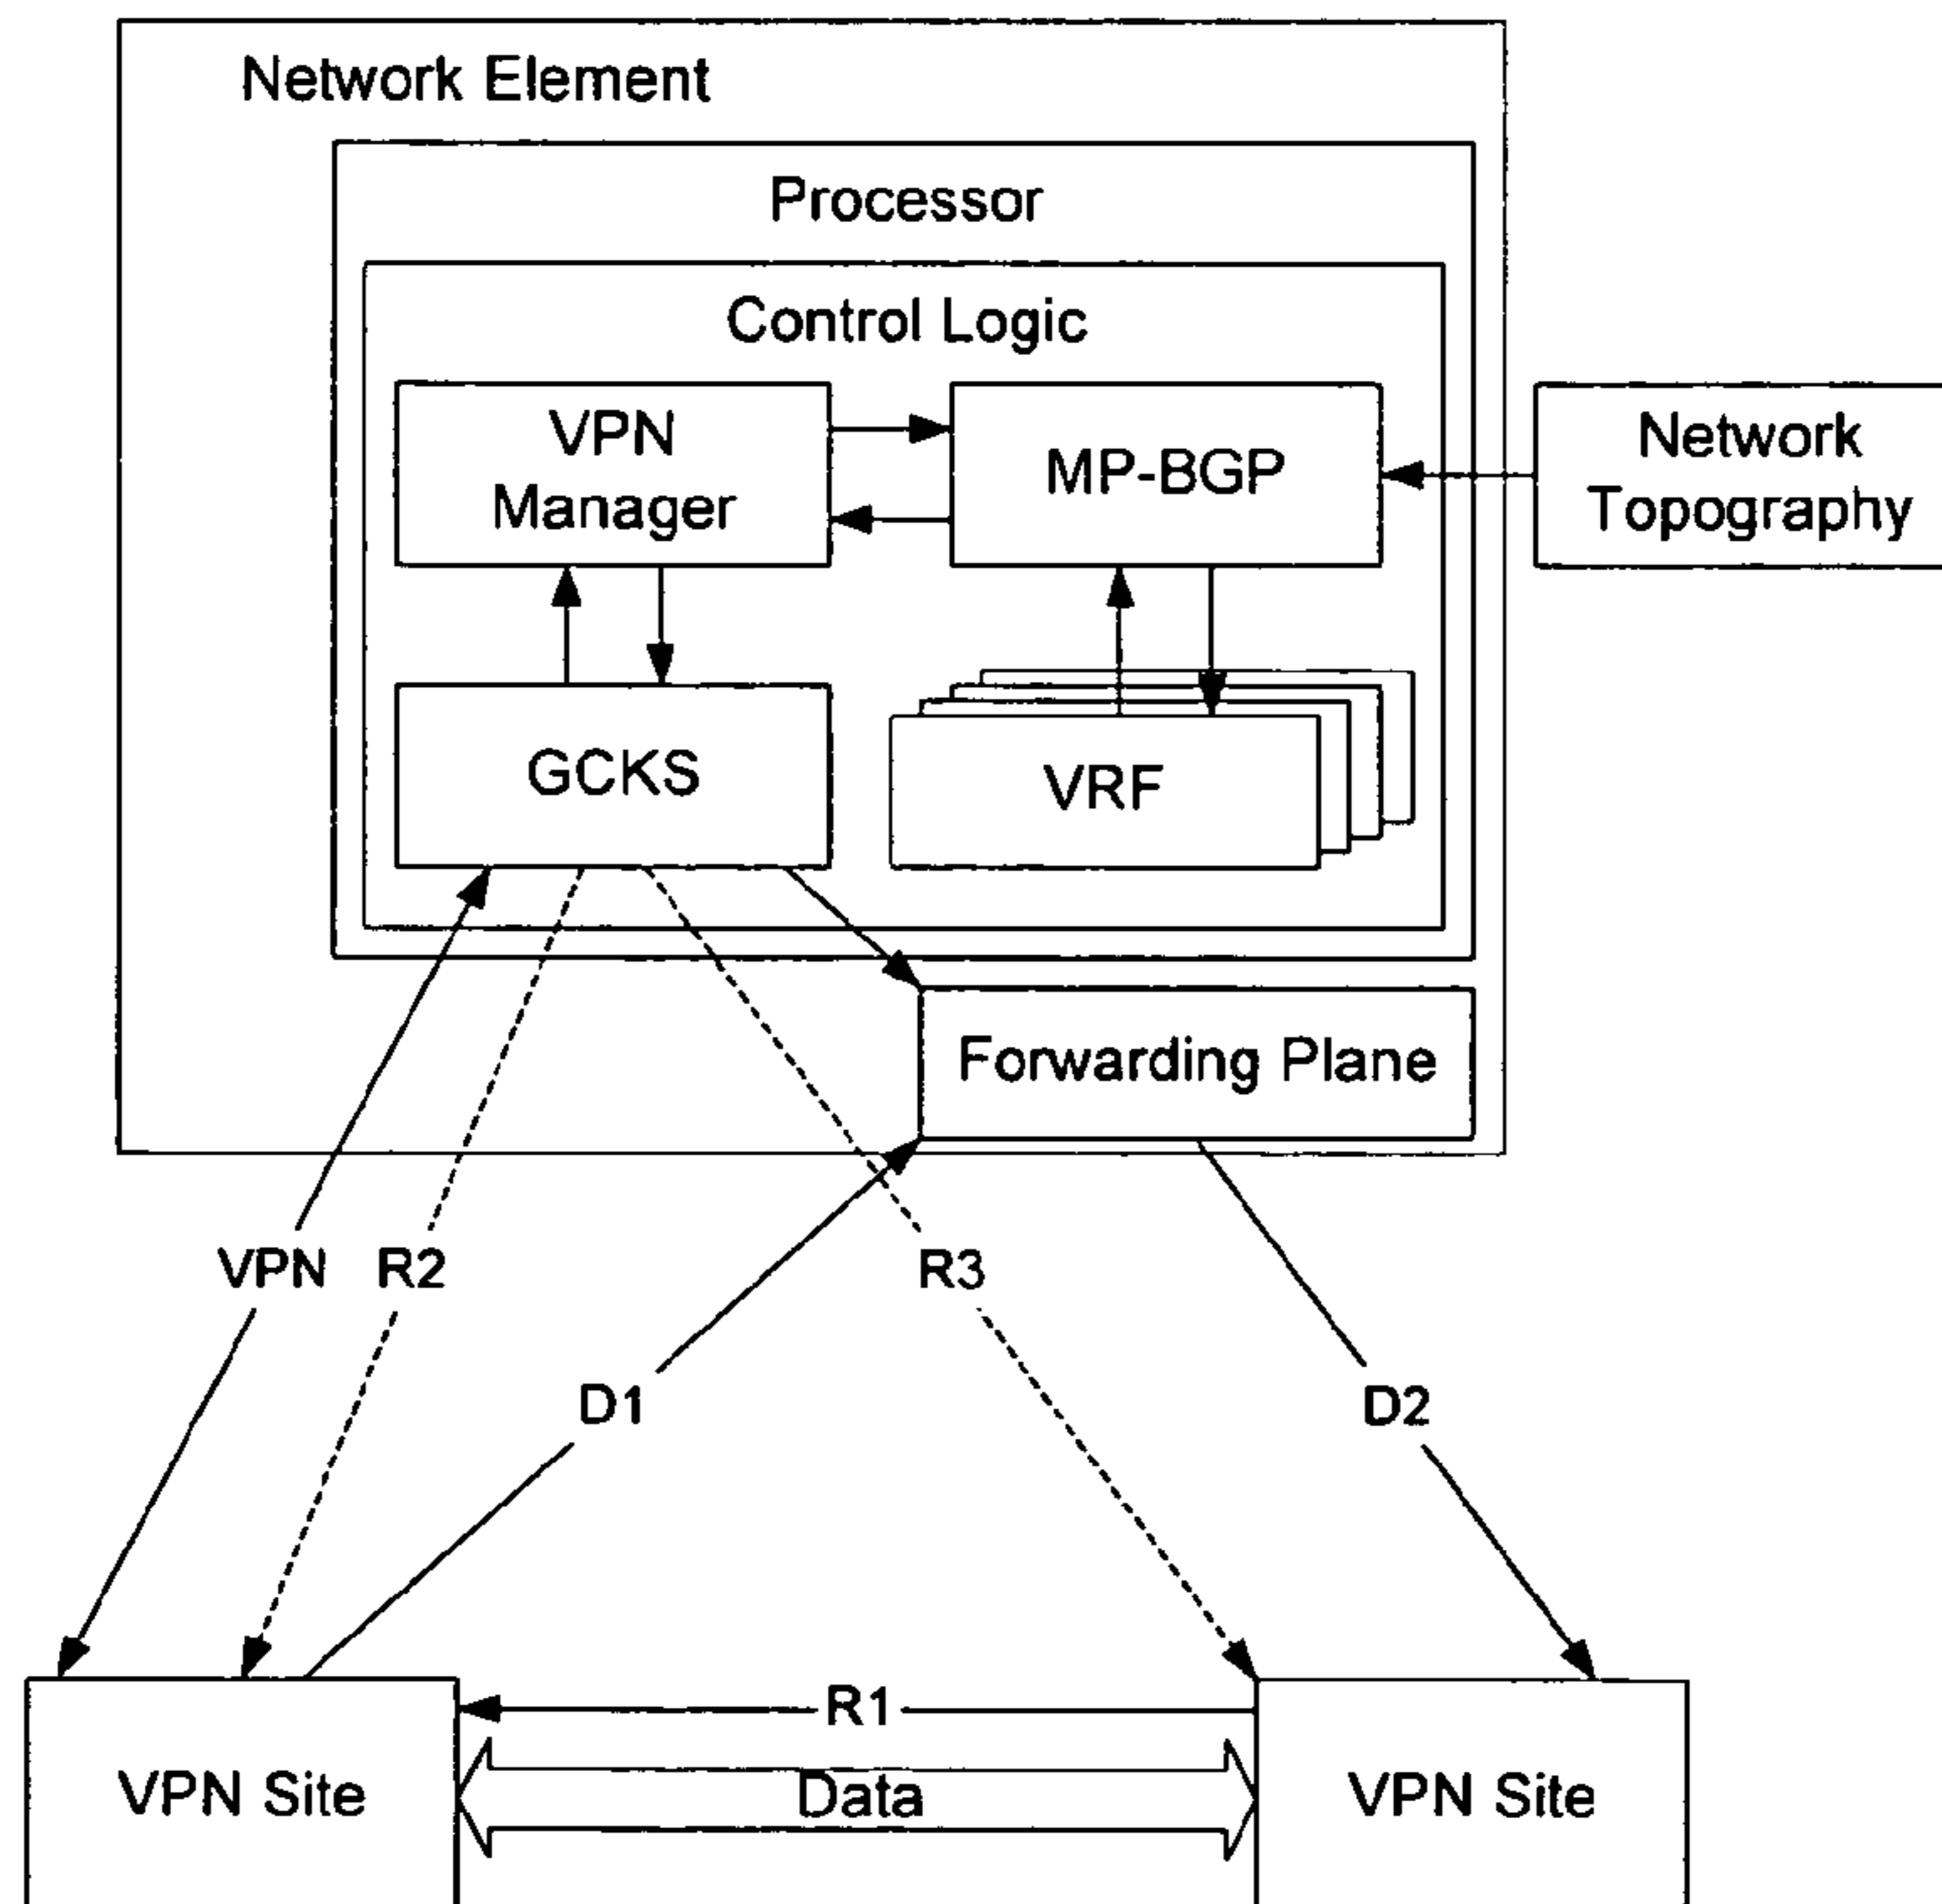 Network Element
Processor
Control Logic
VPN
Manager
MP-BGP
Network
Topography
GCKS
VRF
Forwarding Plane
VPN
R2
R3
D1
D2
R1
VPN Site
Data
VPN Site